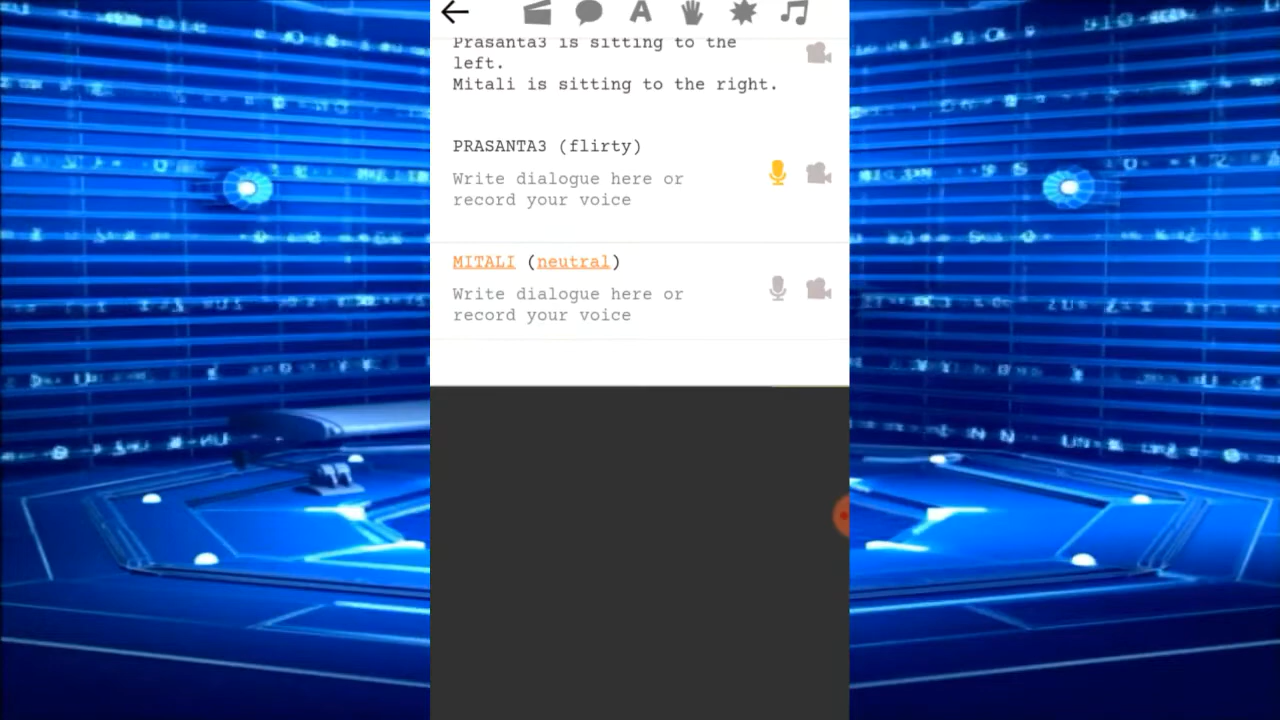 Prasanta3 is sitting to the
left.
Mitali is sitting to the right.
PRASANTA3 (flirty)
Write dialogue here or
record your voice
MITALI (neutral)
Write dialogue here or
record your voice